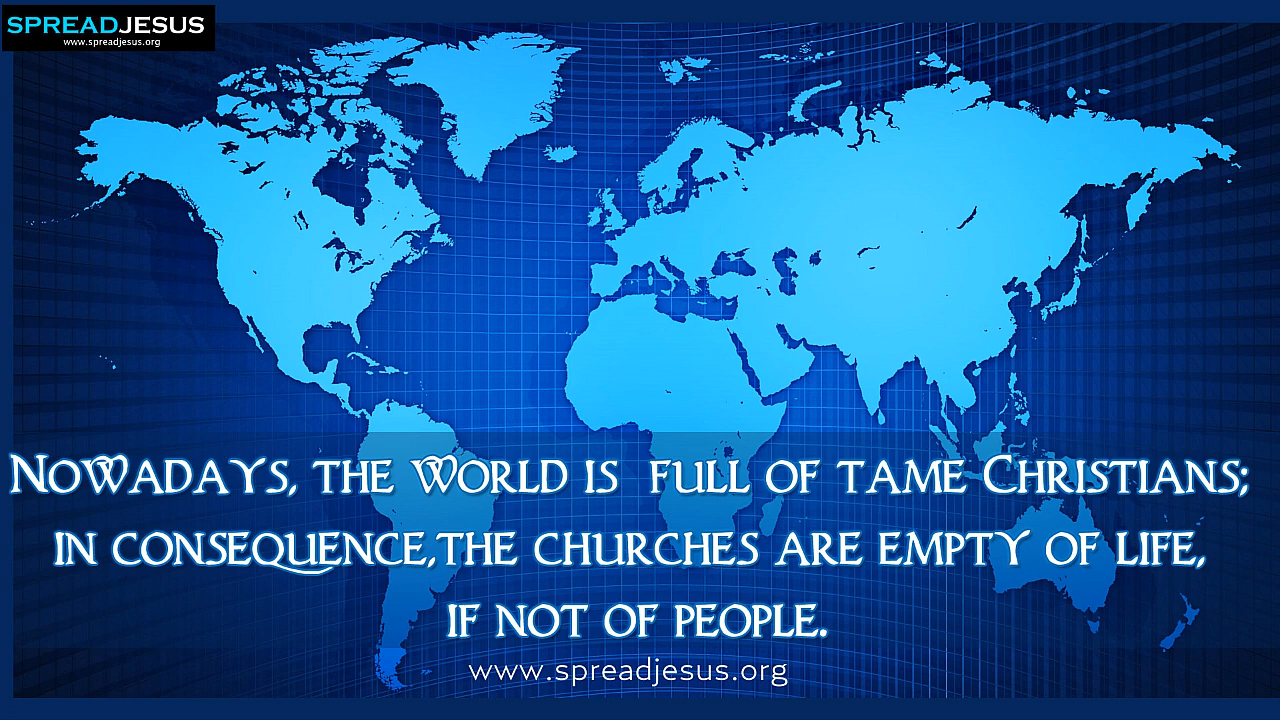 SPREADJESUS
www.spreadjesus.org
Nowadays, the world is full of tame Christians;
in consequence,the churches are empty of life,
if not of people.
www.spreadjesus.org